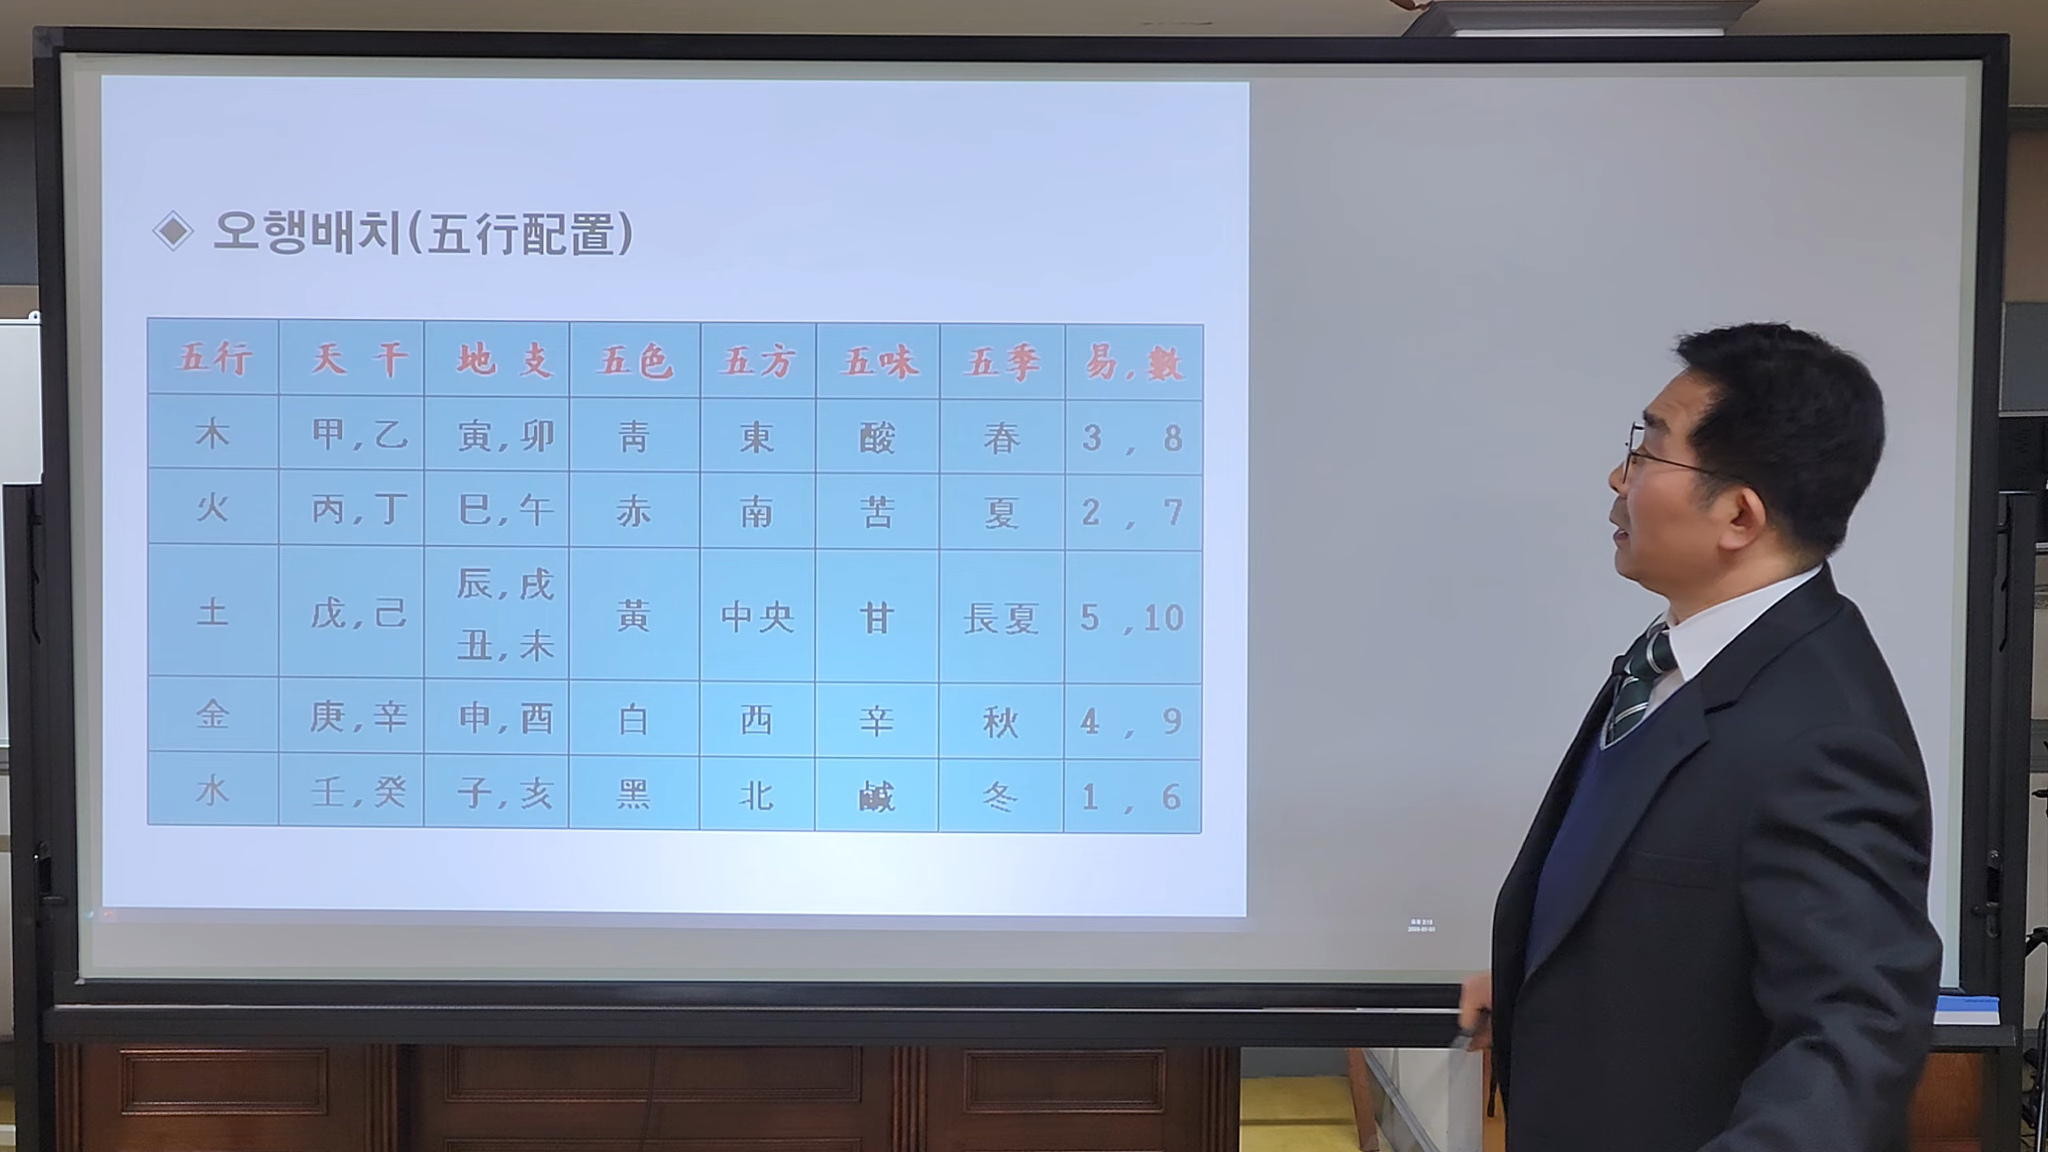 ◈ 오행배치(五行配置)
五行 天 干 地 支 五色 五方 五味 五季 易,數
木 甲,乙 寅,卯 靑 東 酸 春 3 , 8
火 丙,丁 巳,午 赤 南 苦 夏 2 , 7
土 戊,己 辰,戌 丑,未 黃 中央 甘 長夏 5 ,10
金 庚,辛 申,酉 白 西 辛 秋 4 , 9
水 壬,癸 子,亥 黑 北 鹹 冬 1 , 6